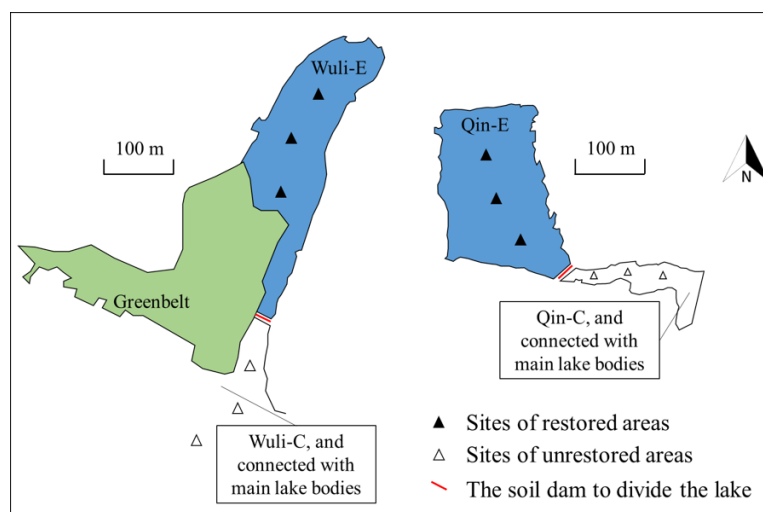 Wuli-E
100 m
Greenbelt
Wuli-C, and
connected with
main lake bodies
Qin-E
100 m
N
Qin-C, and
connected with
main lake bodies
Sites of restored areas
Sites of unrestored areas
The soil dam to divide the lake